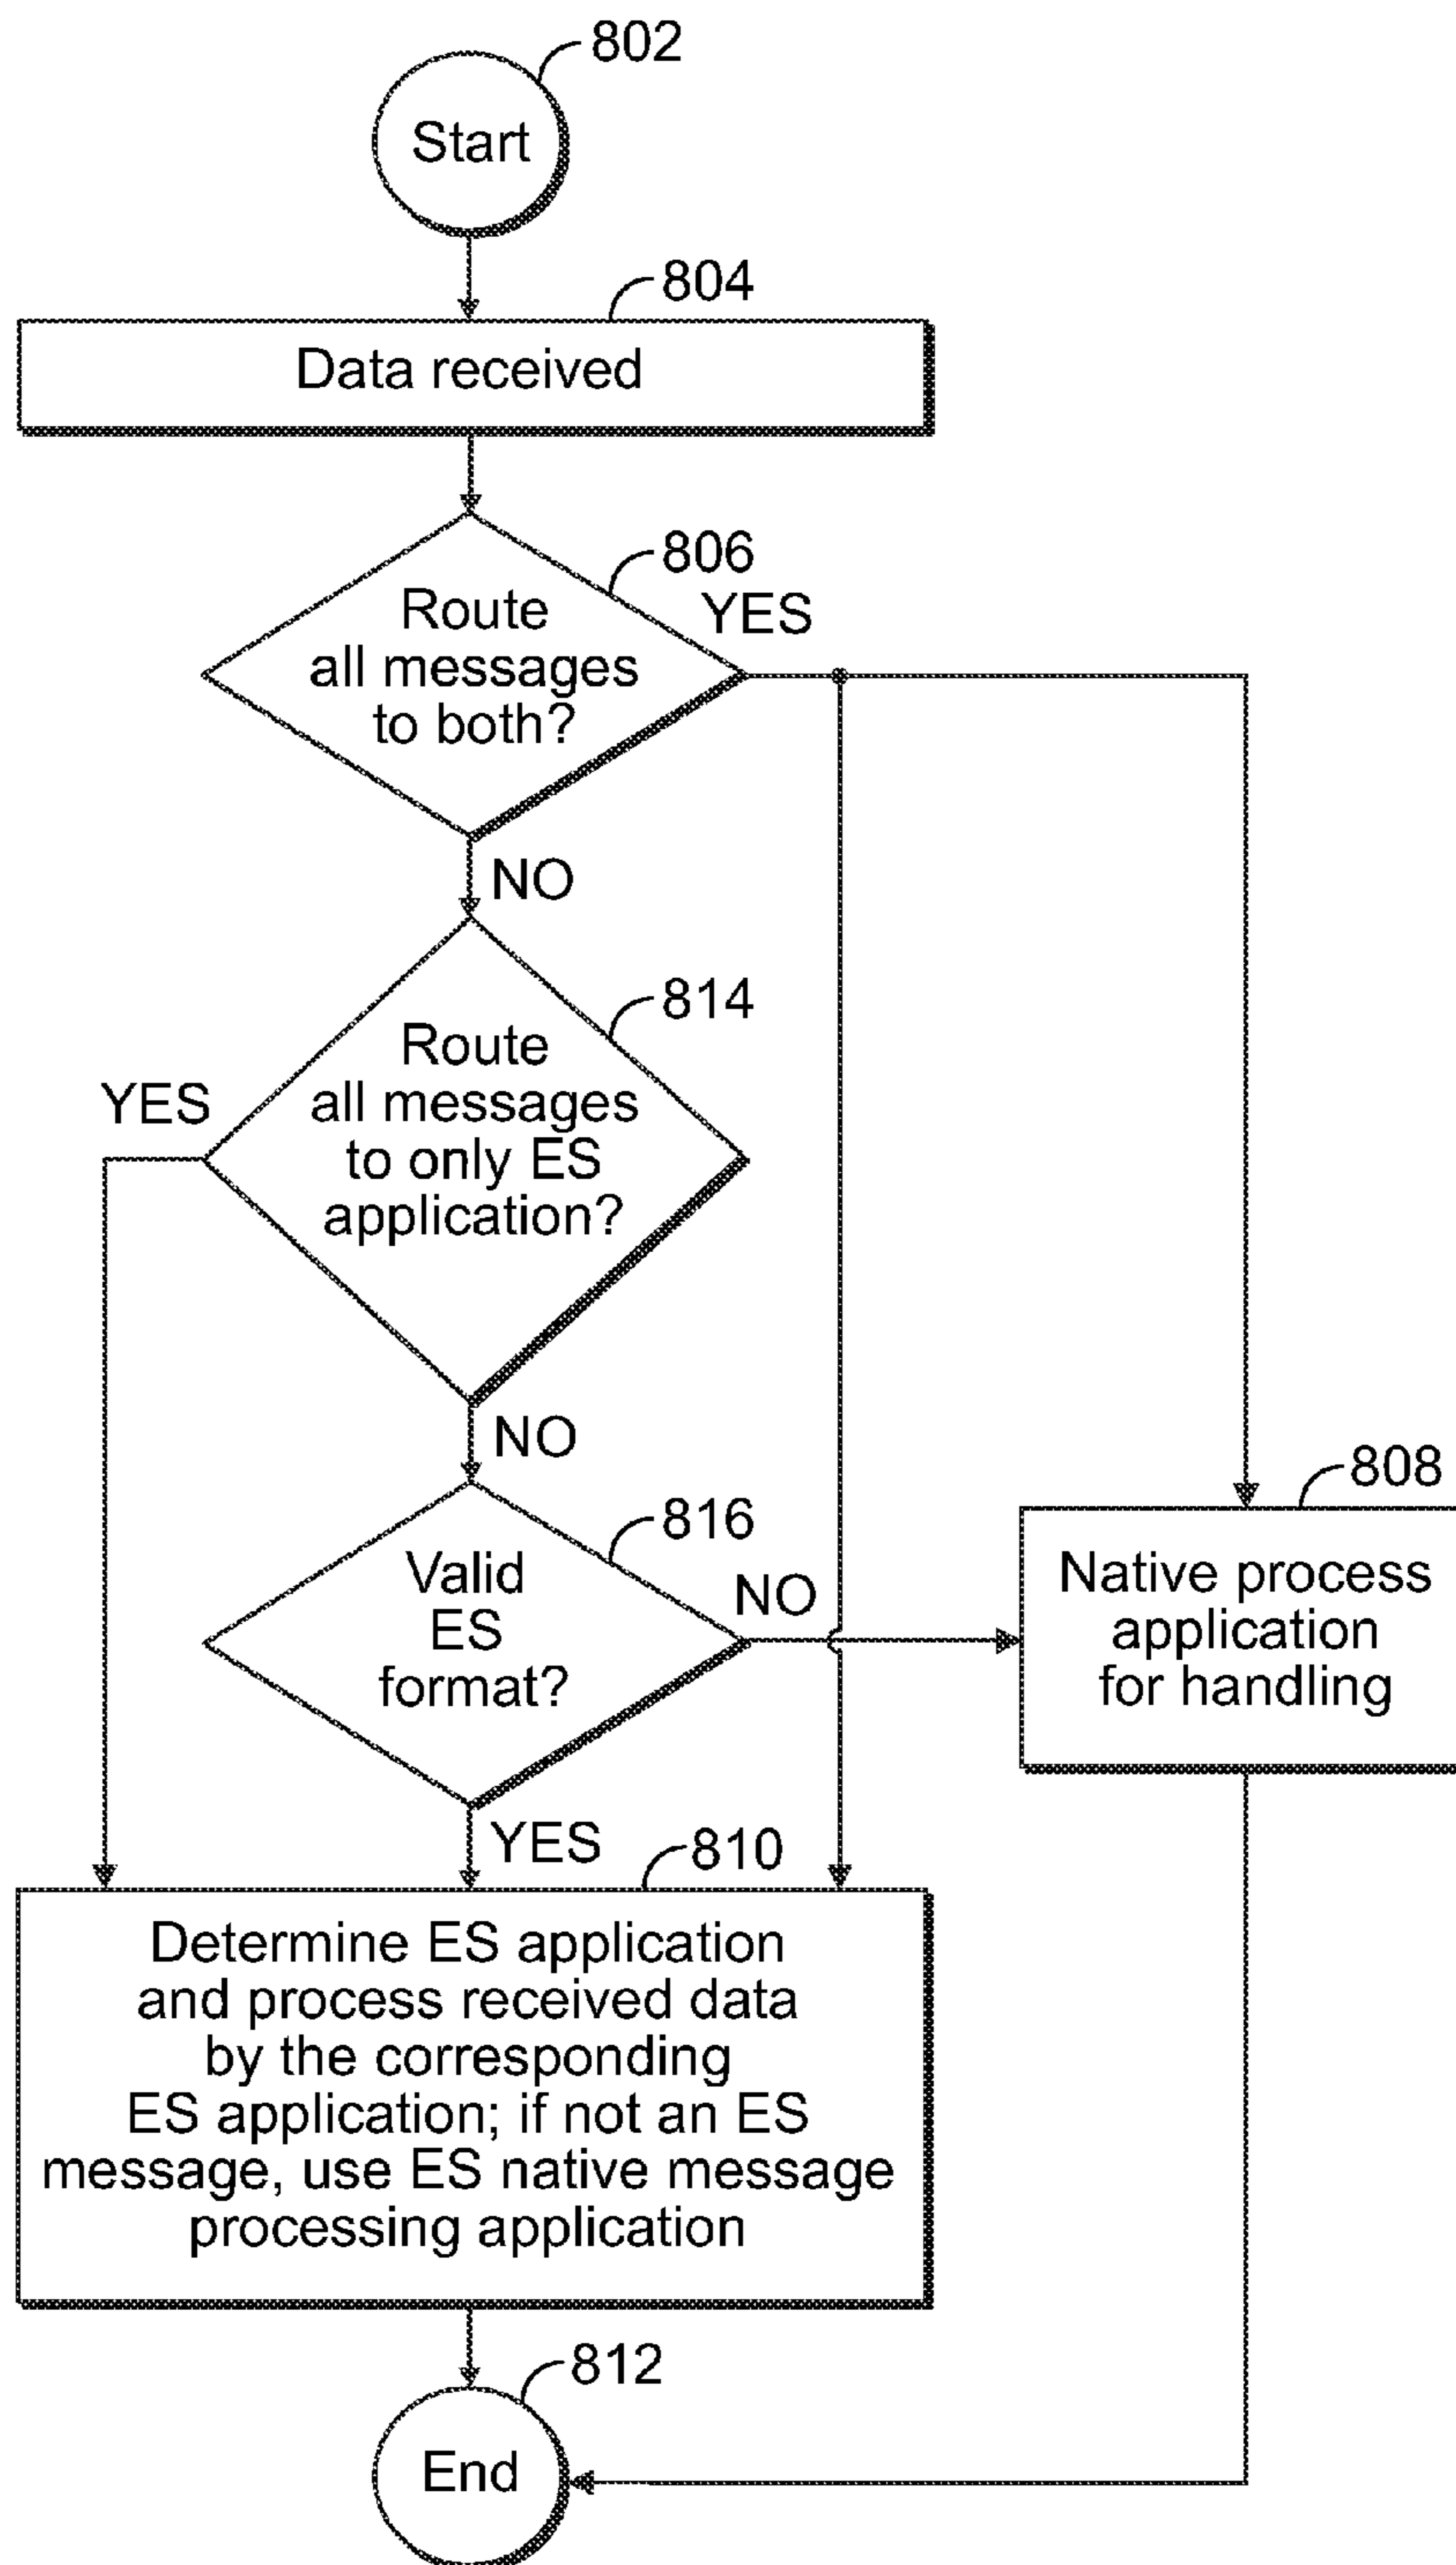 802
Start
804
Data received
806
Route
all messages
to both?
YES
NO
814
Route
all messages
to only ES
application?
YES
NO
816
Valid
ES
format?
NO
808
Native process
application
for handling
YES
810
Determine ES application
and process received data
by the corresponding
ES application; if not an ES
message, use ES native message
processing application
812
End